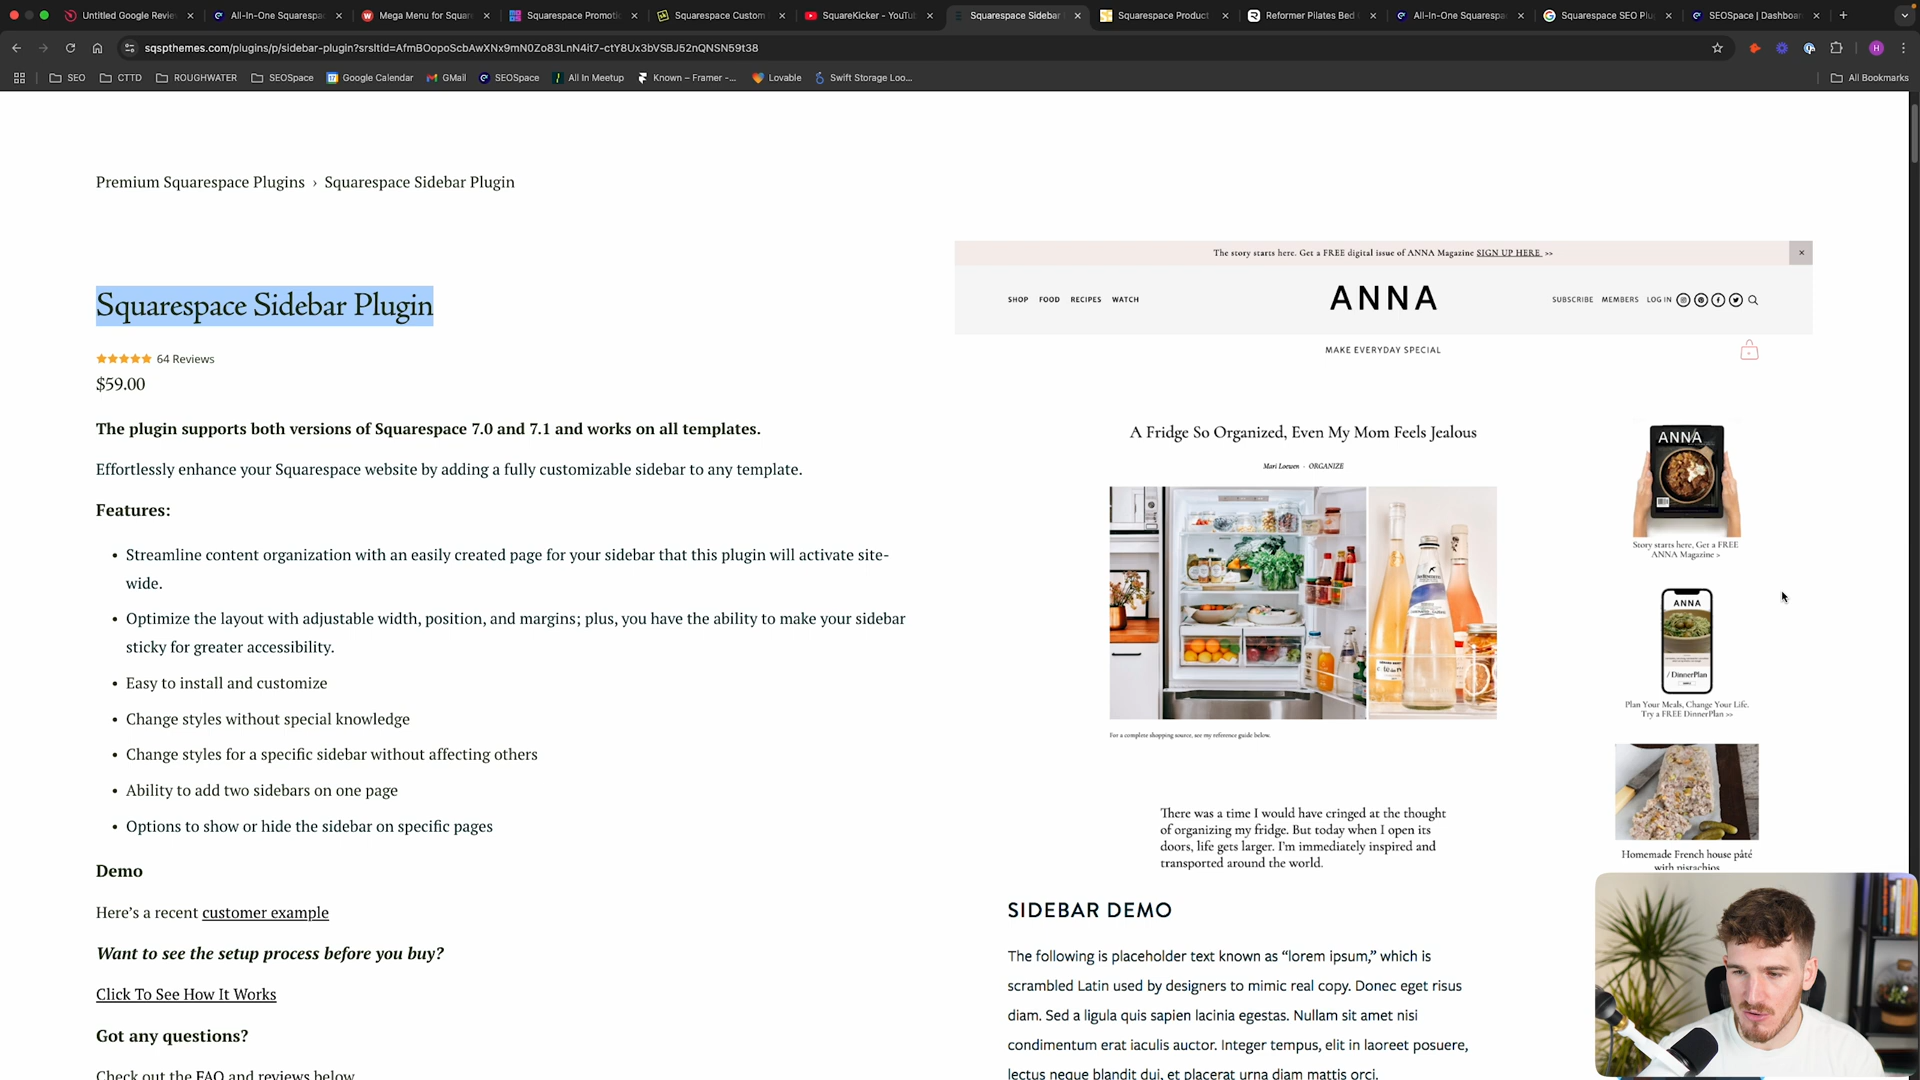 Untitled Google Revie
All-In-One Squarespac
Mega Menu for Squar
Squarespace Promotio
Squarespace Custom
SquareKicker - YouTu
Squarespace Sidebar
Squarespace Product
Reformer Pilates Bed
All-In-One Squarespa
Squarespace SEO Plu
SEOSpace | Dashboar
sqspthemes.com/plugins/p/sidebar-plugin?srsltid=AfmBOopoScbAwXNx9mN0Zo83LnN4it7-ctY8Ux3bVSBJ52nQNSN59t38
H
SEO
CTTD
ROUGHWATER
SEOSpace
Google Calendar
GMail
SEOSpace
All In Meetup
Known – Framer -...
Lovable
Swift Storage Loo...
All Bookmarks
Premium Squarespace Plugins › Squarespace Sidebar Plugin
Squarespace Sidebar Plugin
64 Reviews
$59.00
The plugin supports both versions of Squarespace 7.0 and 7.1 and works on all templates.
Effortlessly enhance your Squarespace website by adding a fully customizable sidebar to any template.
Features:
• Streamline content organization with an easily created page for your sidebar that this plugin will activate site-
wide.
• Optimize the layout with adjustable width, position, and margins; plus, you have the ability to make your sidebar
sticky for greater accessibility.
• Easy to install and customize
• Change styles without special knowledge
• Change styles for a specific sidebar without affecting others
• Ability to add two sidebars on one page
• Options to show or hide the sidebar on specific pages
Demo
Here's a recent customer example
Want to see the setup process before you buy?
Click To See How It Works
Got any questions?
Check out the FAQ and reviews below
The story starts here. Get a FREE digital issue of ANNA Magazine SIGN UP HERE >>
SHOP FOOD RECIPES WATCH
ANNA
SUBSCRIBE MEMBERS LOG IN
MAKE EVERYDAY SPECIAL
A Fridge So Organized, Even My Mom Feels Jealous
Mari Loewen - ORGANIZE
For a complete shopping source, see my reference guide below.
There was a time I would have cringed at the thought
of organizing my fridge. But today when I open its
doors, life gets larger. I'm immediately inspired and
transported around the world.
ANNA
Story starts here, Get a FREE
ANNA Magazine >
ANNA
/ DinnerPlan
Plan Your Meals, Change Your Life.
Try a FREE DinnerPlan >>
Homemade French house pâté
with pistachios
SIDEBAR DEMO
The following is placeholder text known as “lorem ipsum,” which is
scrambled Latin used by designers to mimic real copy. Donec eget risus
diam. Sed a ligula quis sapien lacinia egestas. Nullam sit amet nisi
condimentum erat iaculis auctor. Integer tempus, elit in laoreet posuere,
lectus neque blandit dui, et placerat urna diam mattis orci.